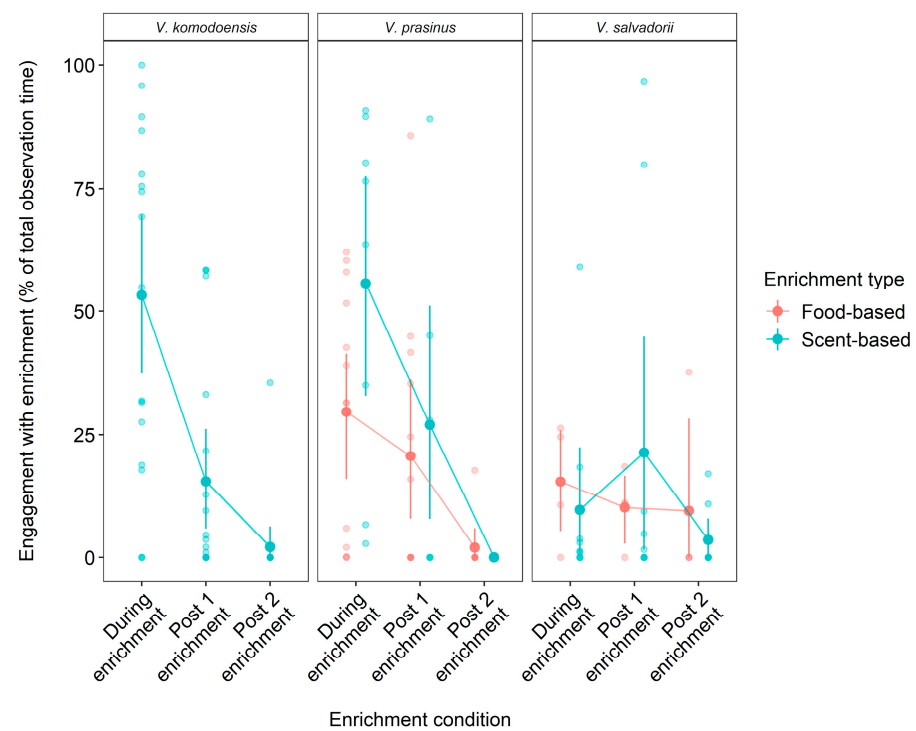 V. komodoensis
V. prasinus
V. salvadorii
Engagement with enrichment (% of total observation time)
100
75
50
25
0
During
enrichment
Post 1
enrichment
Post 2
enrichment
During
enrichment
Post 1
enrichment
Post 2
enrichment
During
enrichment
Post 1
enrichment
Post 2
enrichment
Enrichment condition
Enrichment type
Food-based
Scent-based